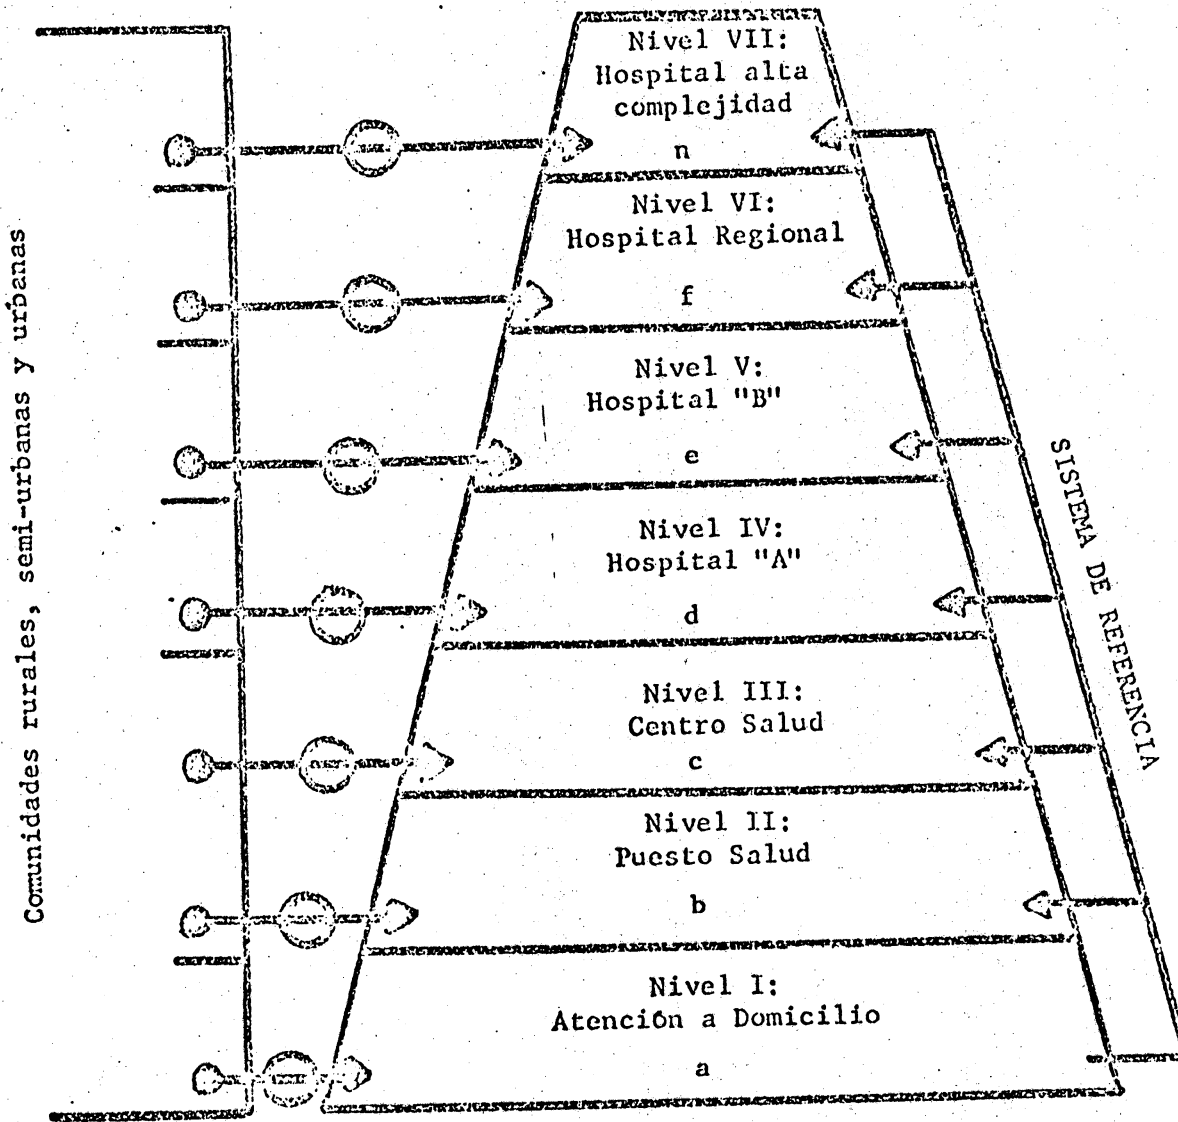 Comunidades rurales, semi-urbanas y urbanas
Nivel VII:
Hospital alta
complejidad
n
Nivel VI:
Hospital Regional
f
Nivel V:
Hospital "B"
e
Nivel IV:
Hospital "A"
d
Nivel III:
Centro Salud
c
Nivel II:
Puesto Salud
b
Nivel I:
Atención a Domicilio
a
SISTEMA DE REFERENCIA